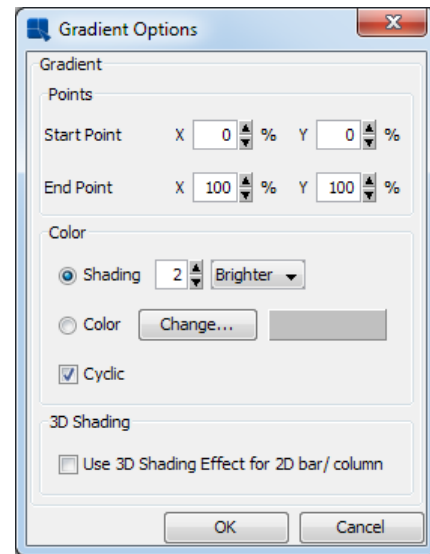 Gradient Options
Gradient
Points
Start Point X 0 % Y 0 %
End Point X 100 % Y 100 %
Color
Shading 2 Brighter
Color Change...
Cyclic
3D Shading
Use 3D Shading Effect for 2D bar/ column
OK Cancel